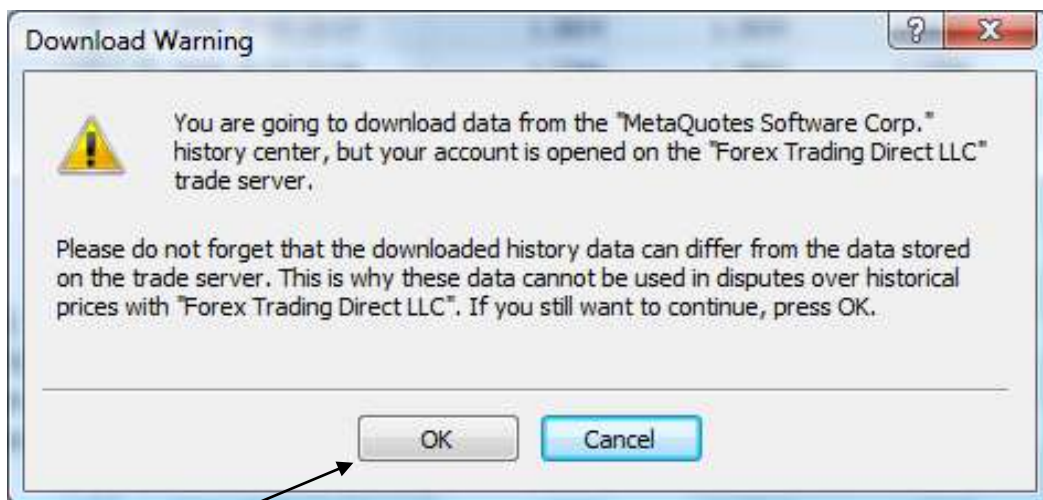 Download Warning
You are going to download data from the "MetaQuotes Software Corp."
history center, but your account is opened on the "Forex Trading Direct LLC"
trade server.
Please do not forget that the downloaded history data can differ from the data stored
on the trade server. This is why these data cannot be used in disputes over historical
prices with "Forex Trading Direct LLC". If you still want to continue, press OK.
OK Cancel